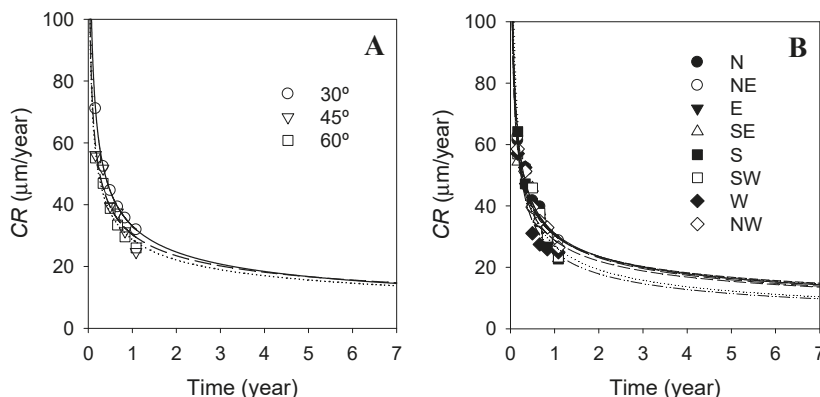 A
100
80
60
40
20
0
CR (μm/year)
30º
45º
60º
0 1 2 3 4 5 6 7
Time (year)
B
100
80
60
40
20
0
CR (μm/year)
N
NE
E
SE
S
SW
W
NW
0 1 2 3 4 5 6 7
Time (year)